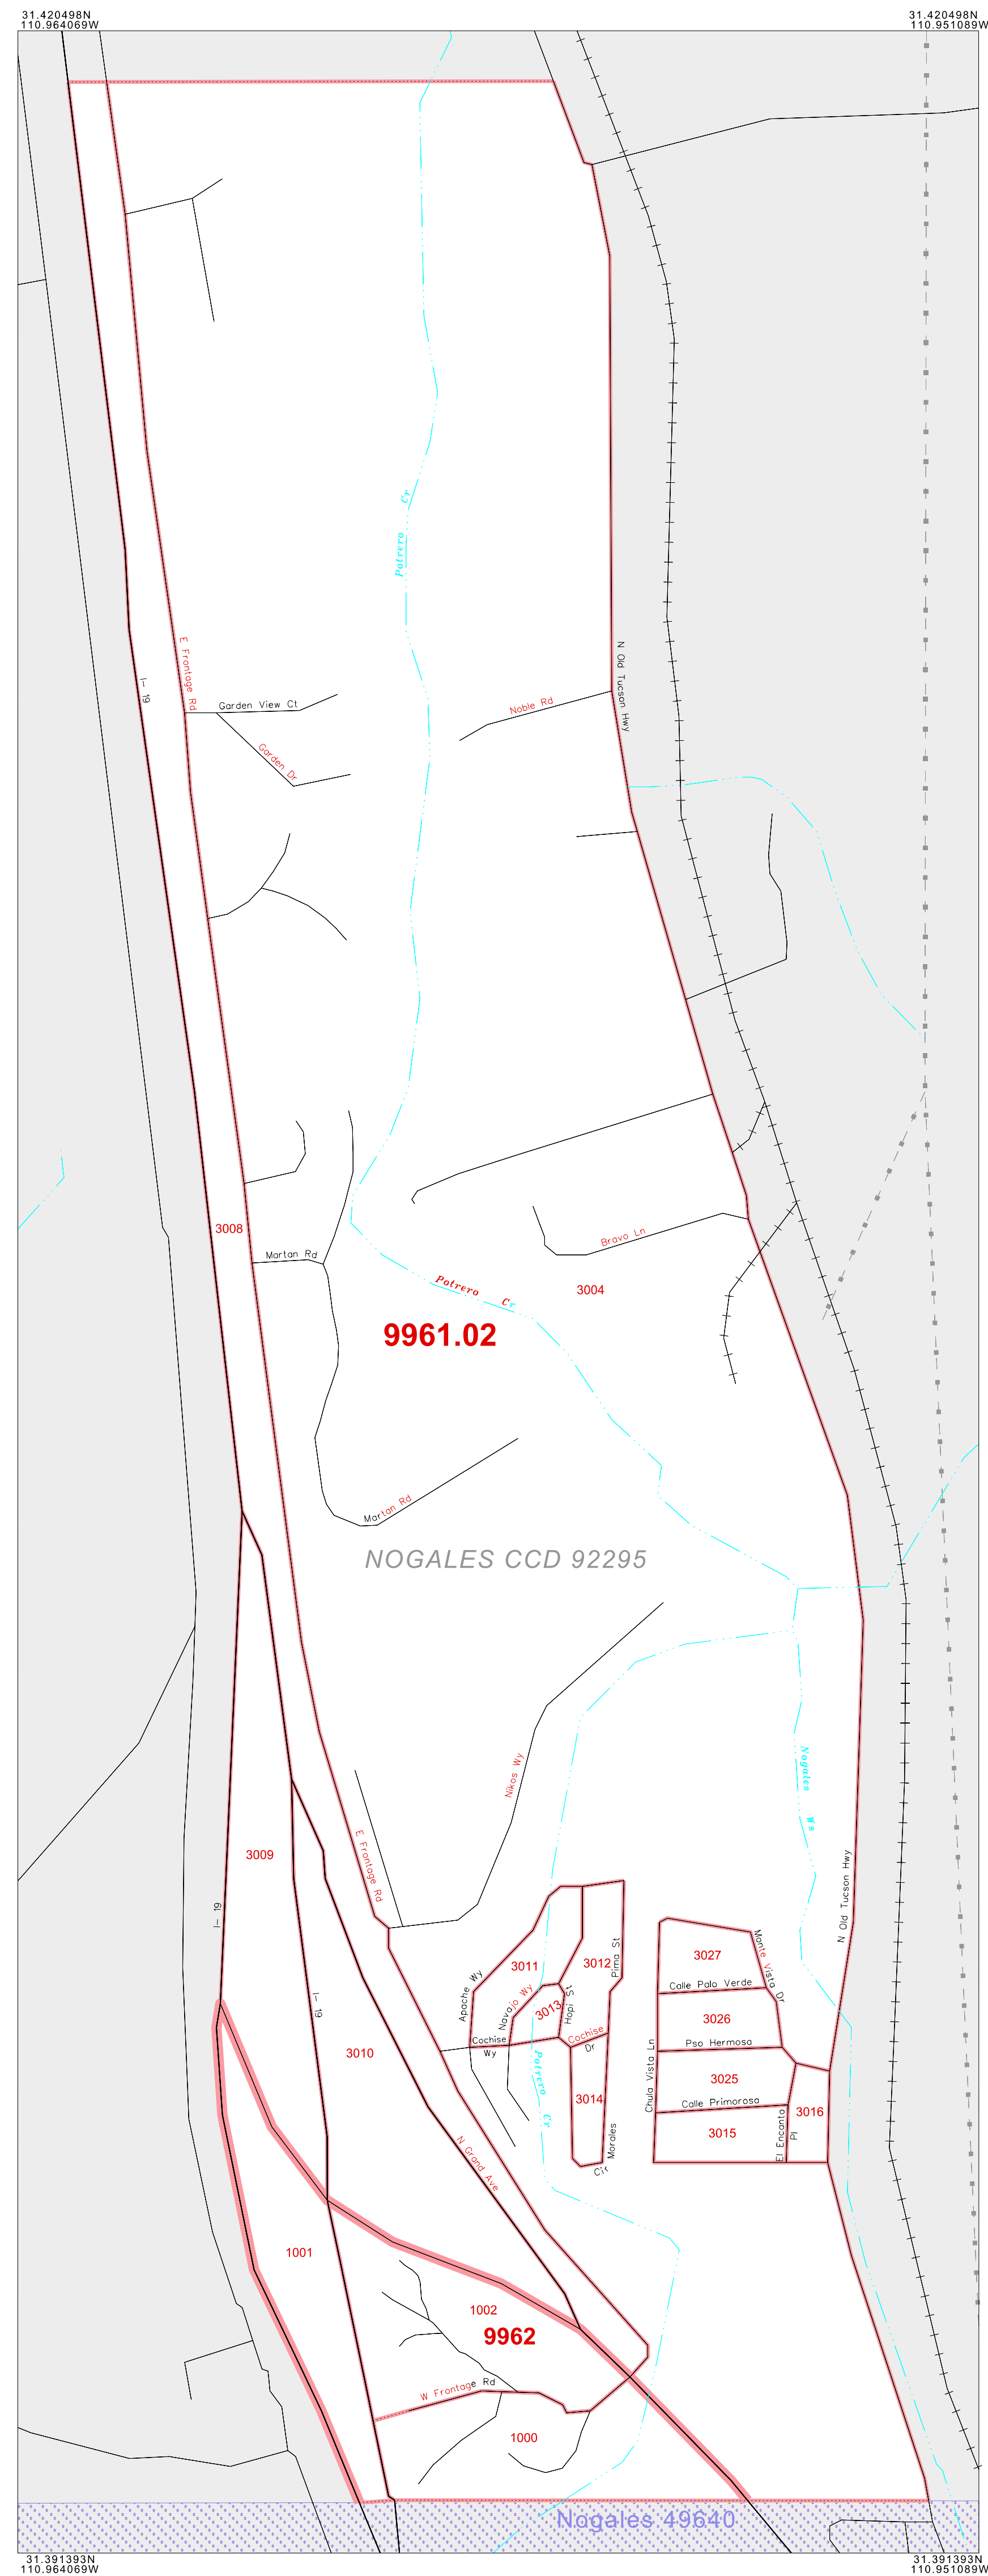 31.420498N
110.964069W
31.420498N
110.951089W
Potrero Cr
E Frontage Rd
I- 19
N Old Tucson Hwy
Garden View Ct
Noble Rd
Garden Dr
3008
Martan Rd
Bravo Ln
Potrero Cr
3004
9961.02
Martan Rd
NOGALES CCD 92295
Nikos Wy
Nogales Ws
E Frontage Rd
3009
N Old Tucson Hwy
I- 19
I- 19
3011
3012
Pima St
3027
Monte Vista Dr
Apache Wy
Navajo Wy
Calle Palo Verde
3013
Hopi St
3026
Cochise Wy
Cochise Dr
Pso Hermosa
3010
Potrero Cr
Chula Vista Ln
3025
3014
Calle Primorosa
3016
El Encanto Pl
3015
Morales Cir
N Grand Ave
1001
1002
9962
W Frontage Rd
1000
Nogales 49640
31.391393N
110.964069W
31.391393N
110.951089W